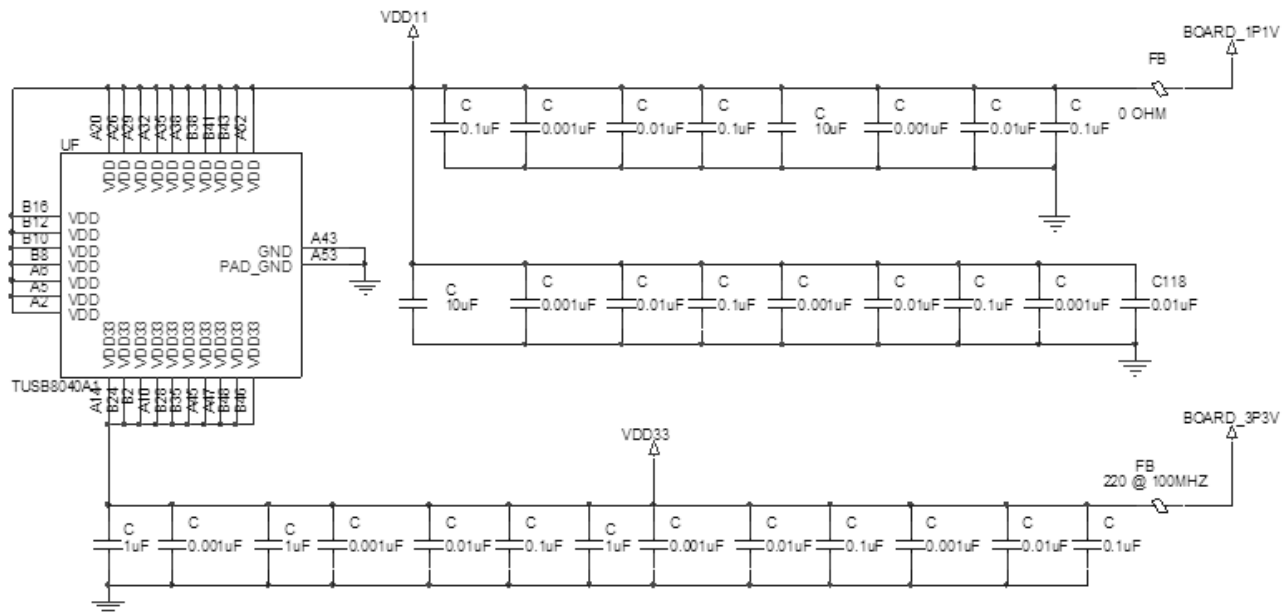 VDD11
BOARD_1P1V
FB
0 OHM
C
0.1uF
C
0.001uF
C
0.01uF
C
0.1uF
C
10uF
C
0.001uF
C
0.01uF
C
0.1uF
A20
A26
A29
A32
A35
A38
B38
B41
B43
A52
UF
VDD
VDD
VDD
VDD
VDD
VDD
VDD
VDD
VDD
VDD
B16
B12
B10
B8
A6
A5
A2
VDD
VDD
VDD
VDD
VDD
VDD
VDD
GND
PAD_GND
A43
A53
VDD33
VDD33
VDD33
VDD33
VDD33
VDD33
VDD33
VDD33
VDD33
VDD33
TUSB8040A1
A14
B24
B2
A10
B28
B35
A45
A47
B48
B46
C
10uF
C
0.001uF
C
0.01uF
C
0.1uF
C
0.001uF
C
0.01uF
C
0.1uF
C
0.001uF
C118
0.01uF
VDD33
BOARD_3P3V
FB
220 @ 100MHZ
C
1uF
C
0.001uF
C
1uF
C
0.001uF
C
0.01uF
C
0.1uF
C
1uF
C
0.001uF
C
0.01uF
C
0.1uF
C
0.001uF
C
0.01uF
C
0.1uF